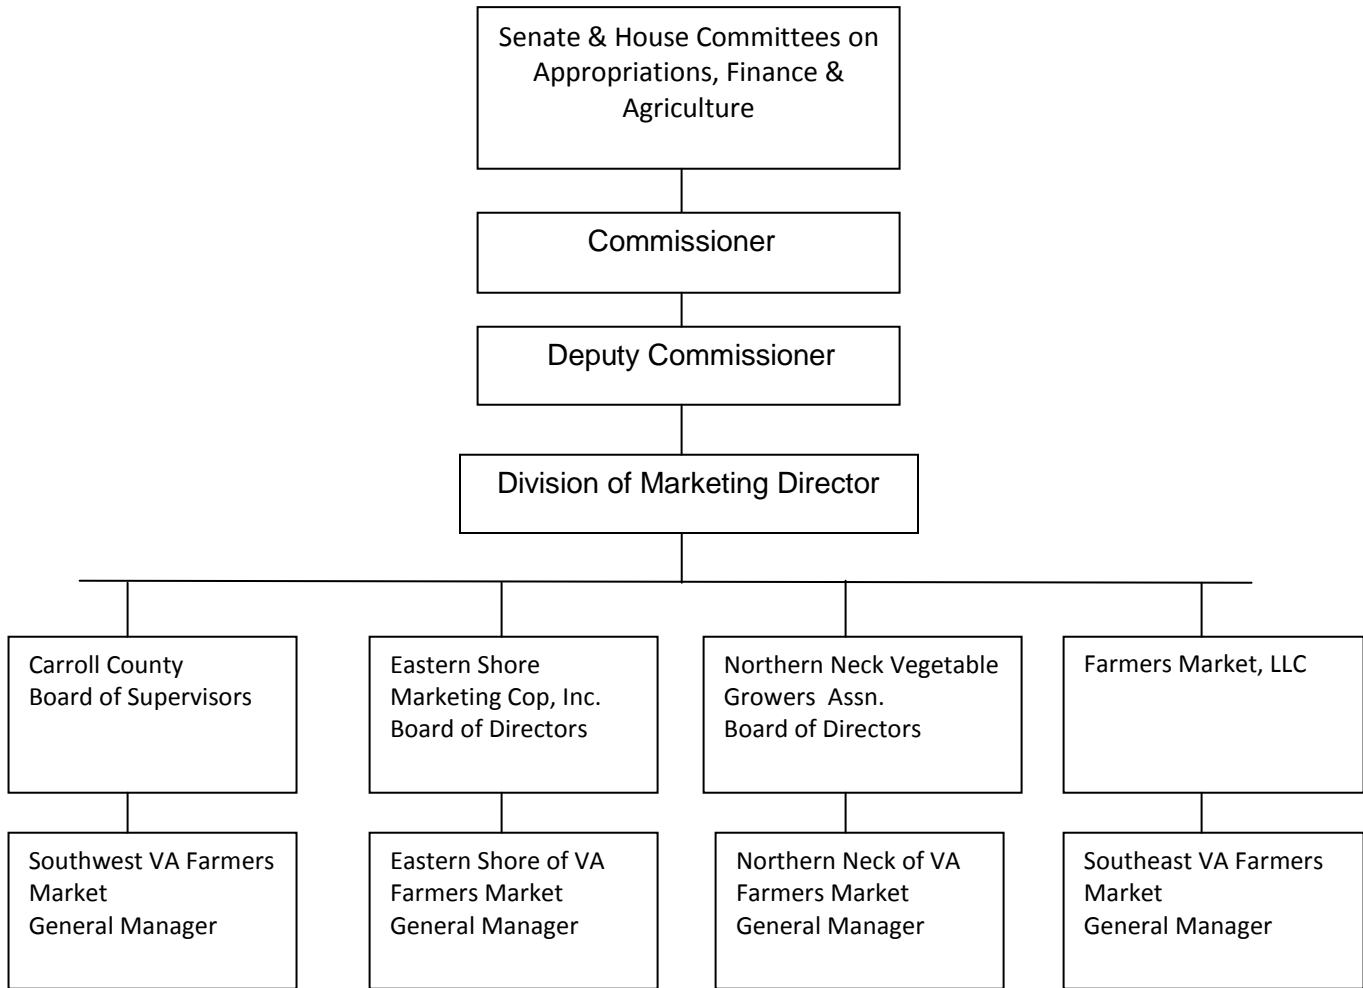 Senate & House Committees on
Appropriations, Finance &
Agriculture
Commissioner
Deputy Commissioner
Division of Marketing Director
Carroll County
Board of Supervisors
Eastern Shore
Marketing Cop, Inc.
Board of Directors
Northern Neck Vegetable
Growers  Assn.
Board of Directors
Farmers Market, LLC
Southwest VA Farmers
Market
General Manager
Eastern Shore of VA
Farmers Market
General Manager
Northern Neck of VA
Farmers Market
General Manager
Southeast VA Farmers
Market
General Manager